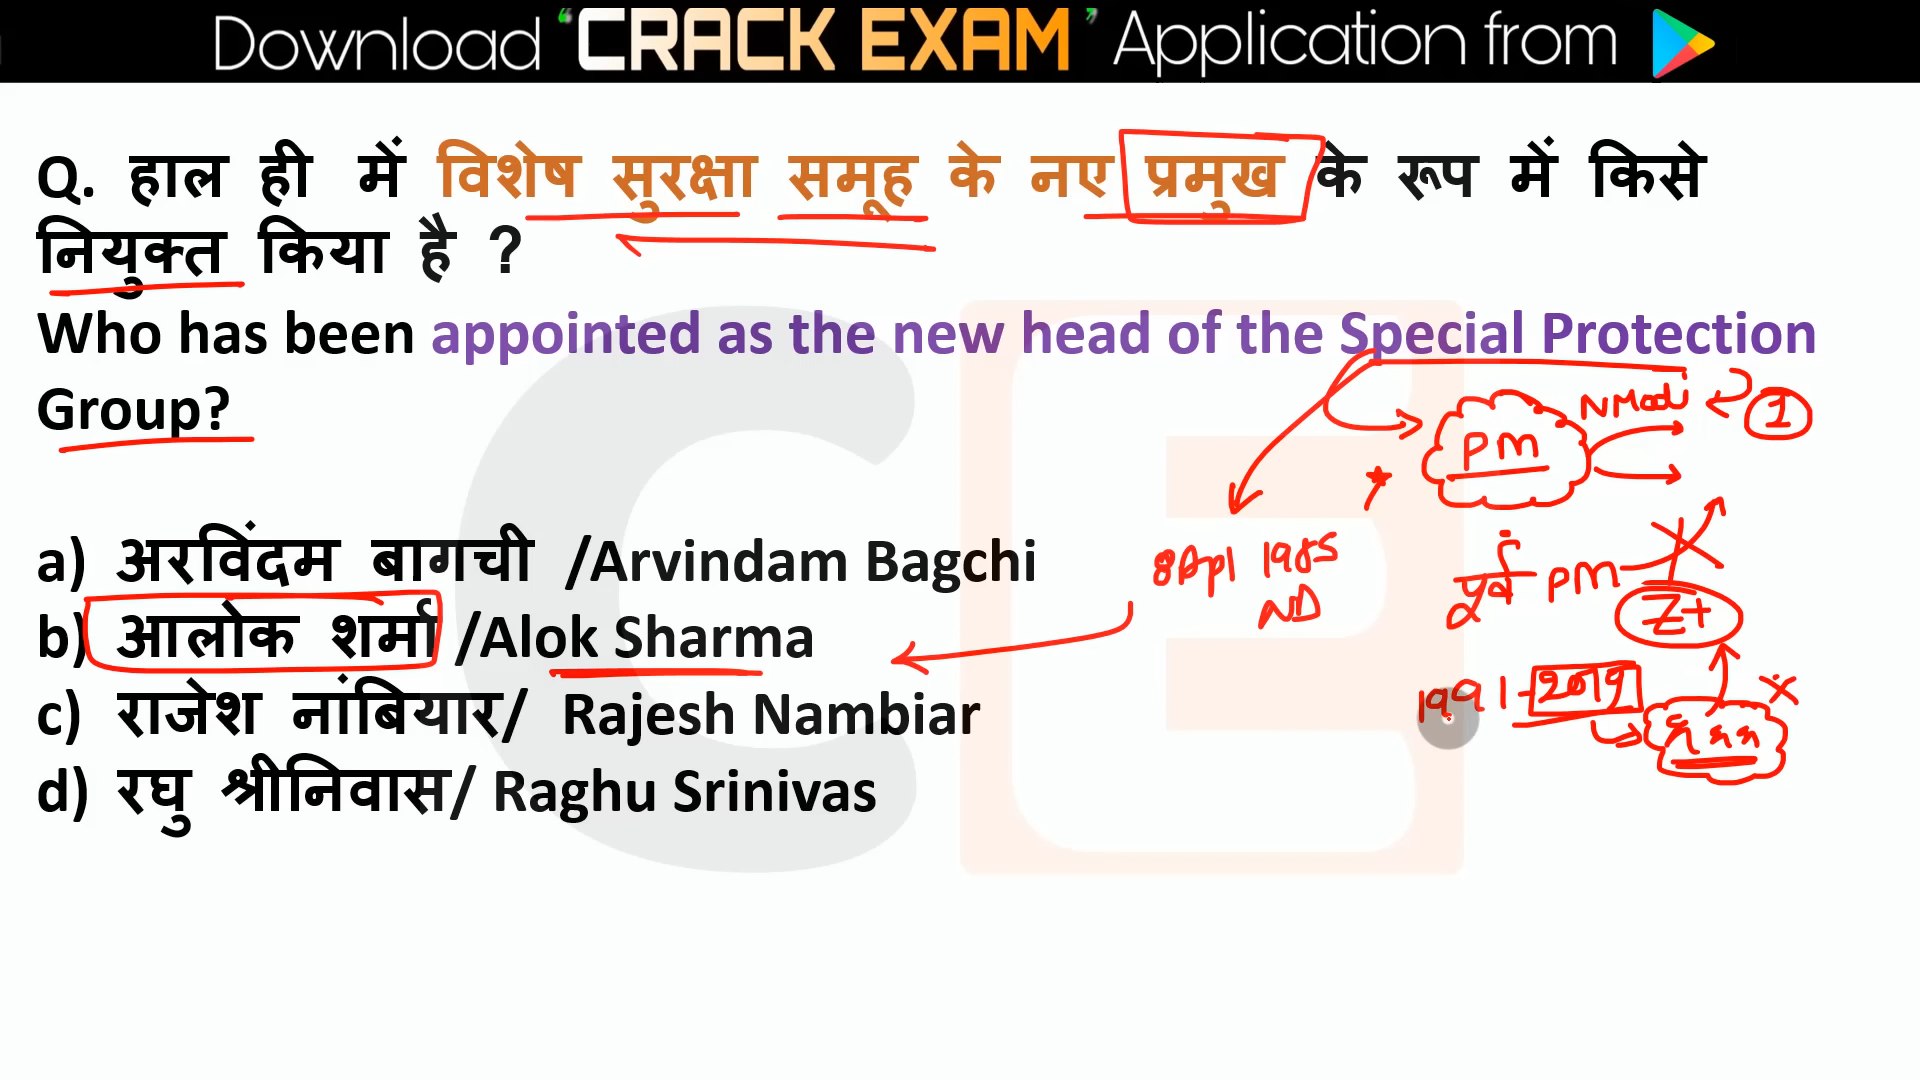 Download ‘CRACK EXAM’ Application from
Q. हाल ही में विशेष सुरक्षा समूह के नए प्रमुख के रूप में किसे
नियुक्त किया है ?
Who has been appointed as the new head of the Special Protection
Group?
NModi
1
PM
a) अरविंदम बागची /Arvindam Bagchi
8 Apl 1985
ND
पूर्व PM
Z+
b) आलोक शर्मा /Alok Sharma
c) राजेश नांबियार/ Rajesh Nambiar
1991-2019
d) रघु श्रीनिवास/ Raghu Srinivas
CE